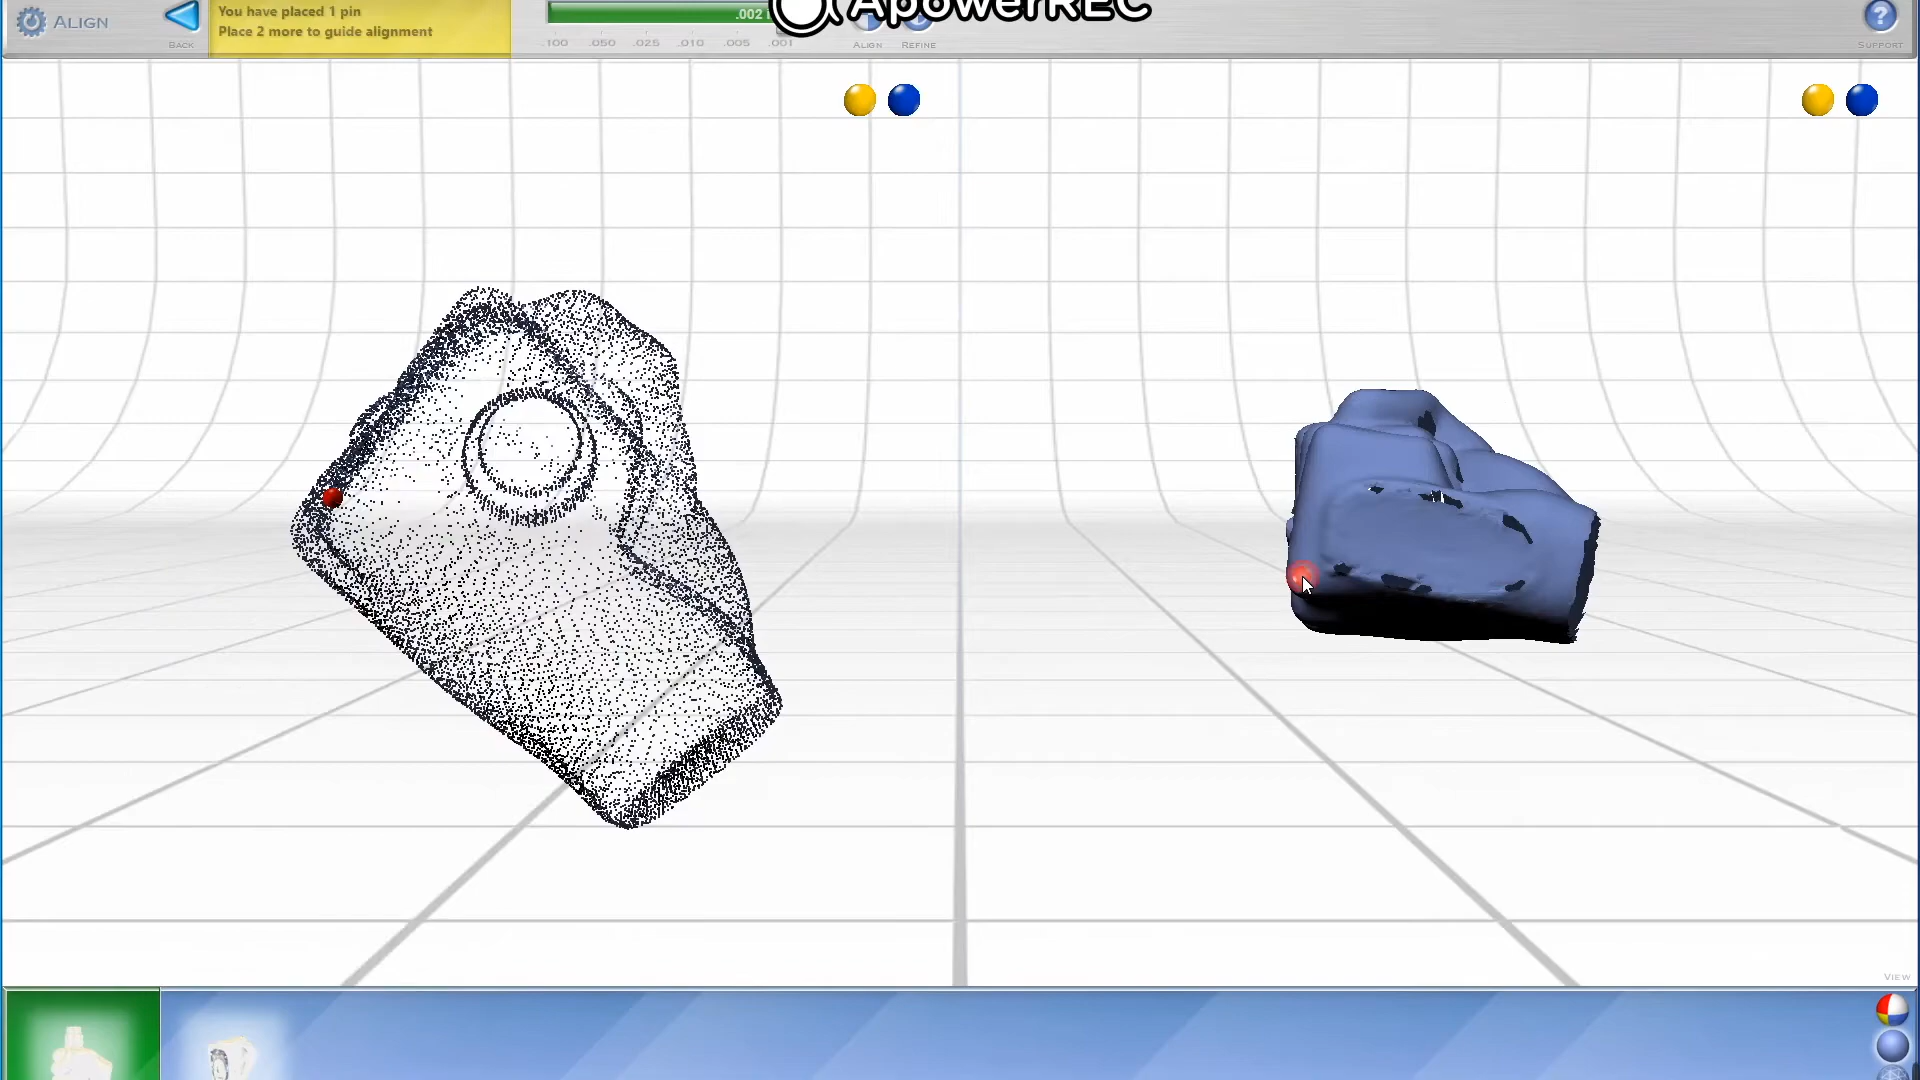 ALIGN
BACK
You have placed 1 pin
Place 2 more to guide alignment
.002 i
.100 .050 .025 .010 .005 .001
ApowerREC
ALIGN
REFINE
?
SUPPORT
VIEW